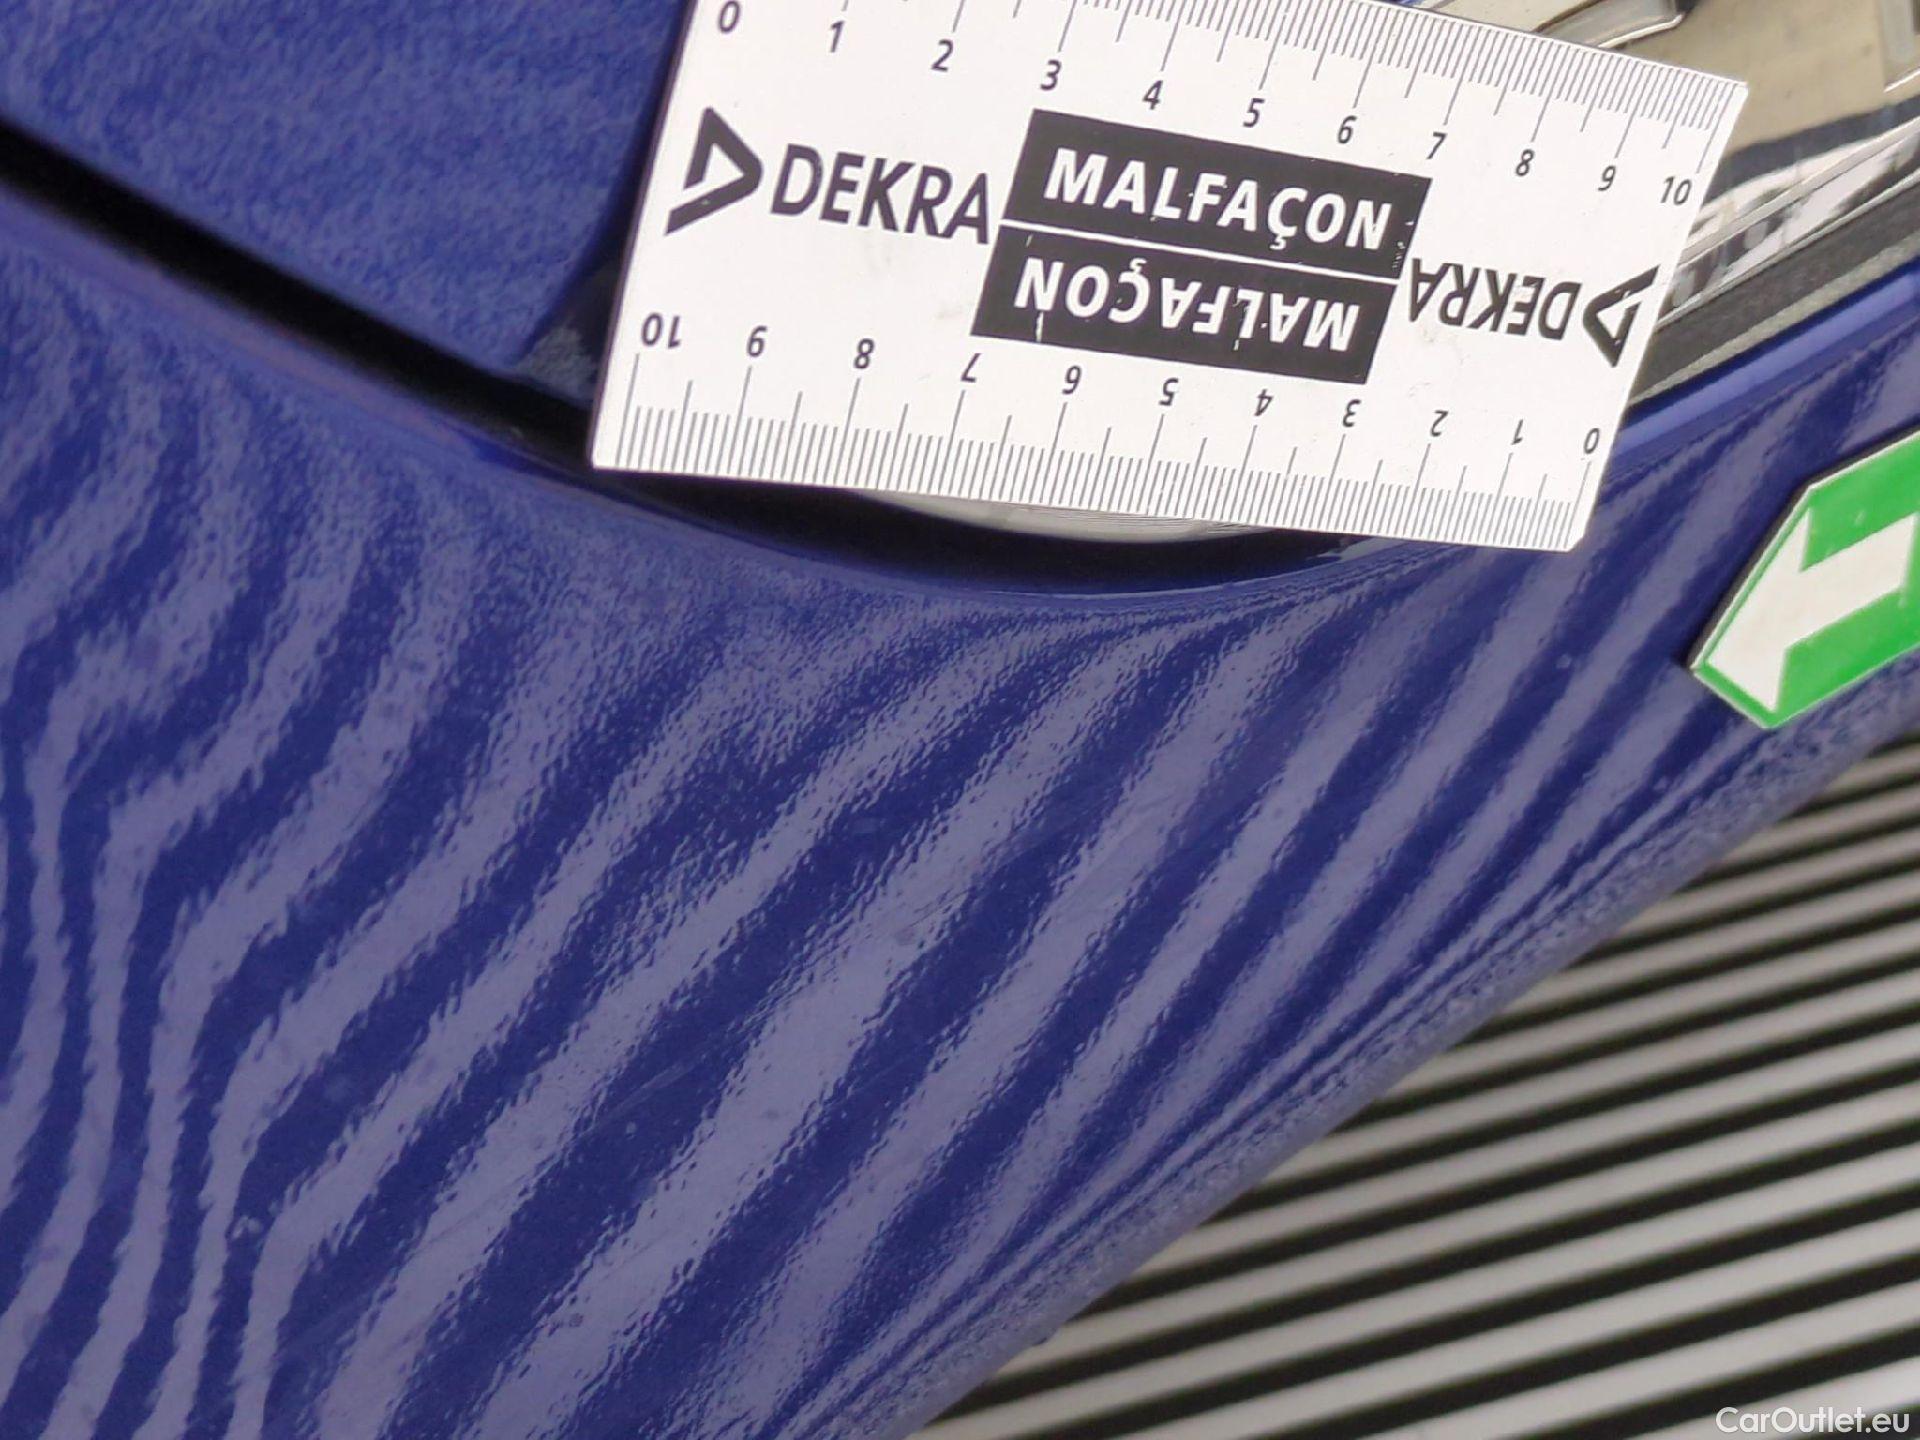 0 1 2 3 4 5 6 7 8 9 10
DEKRA
MALFAÇON
MALFAÇON
DEKRA
10 9 8 7 6 5 4 3 2 1 0
CarOutlet.eu